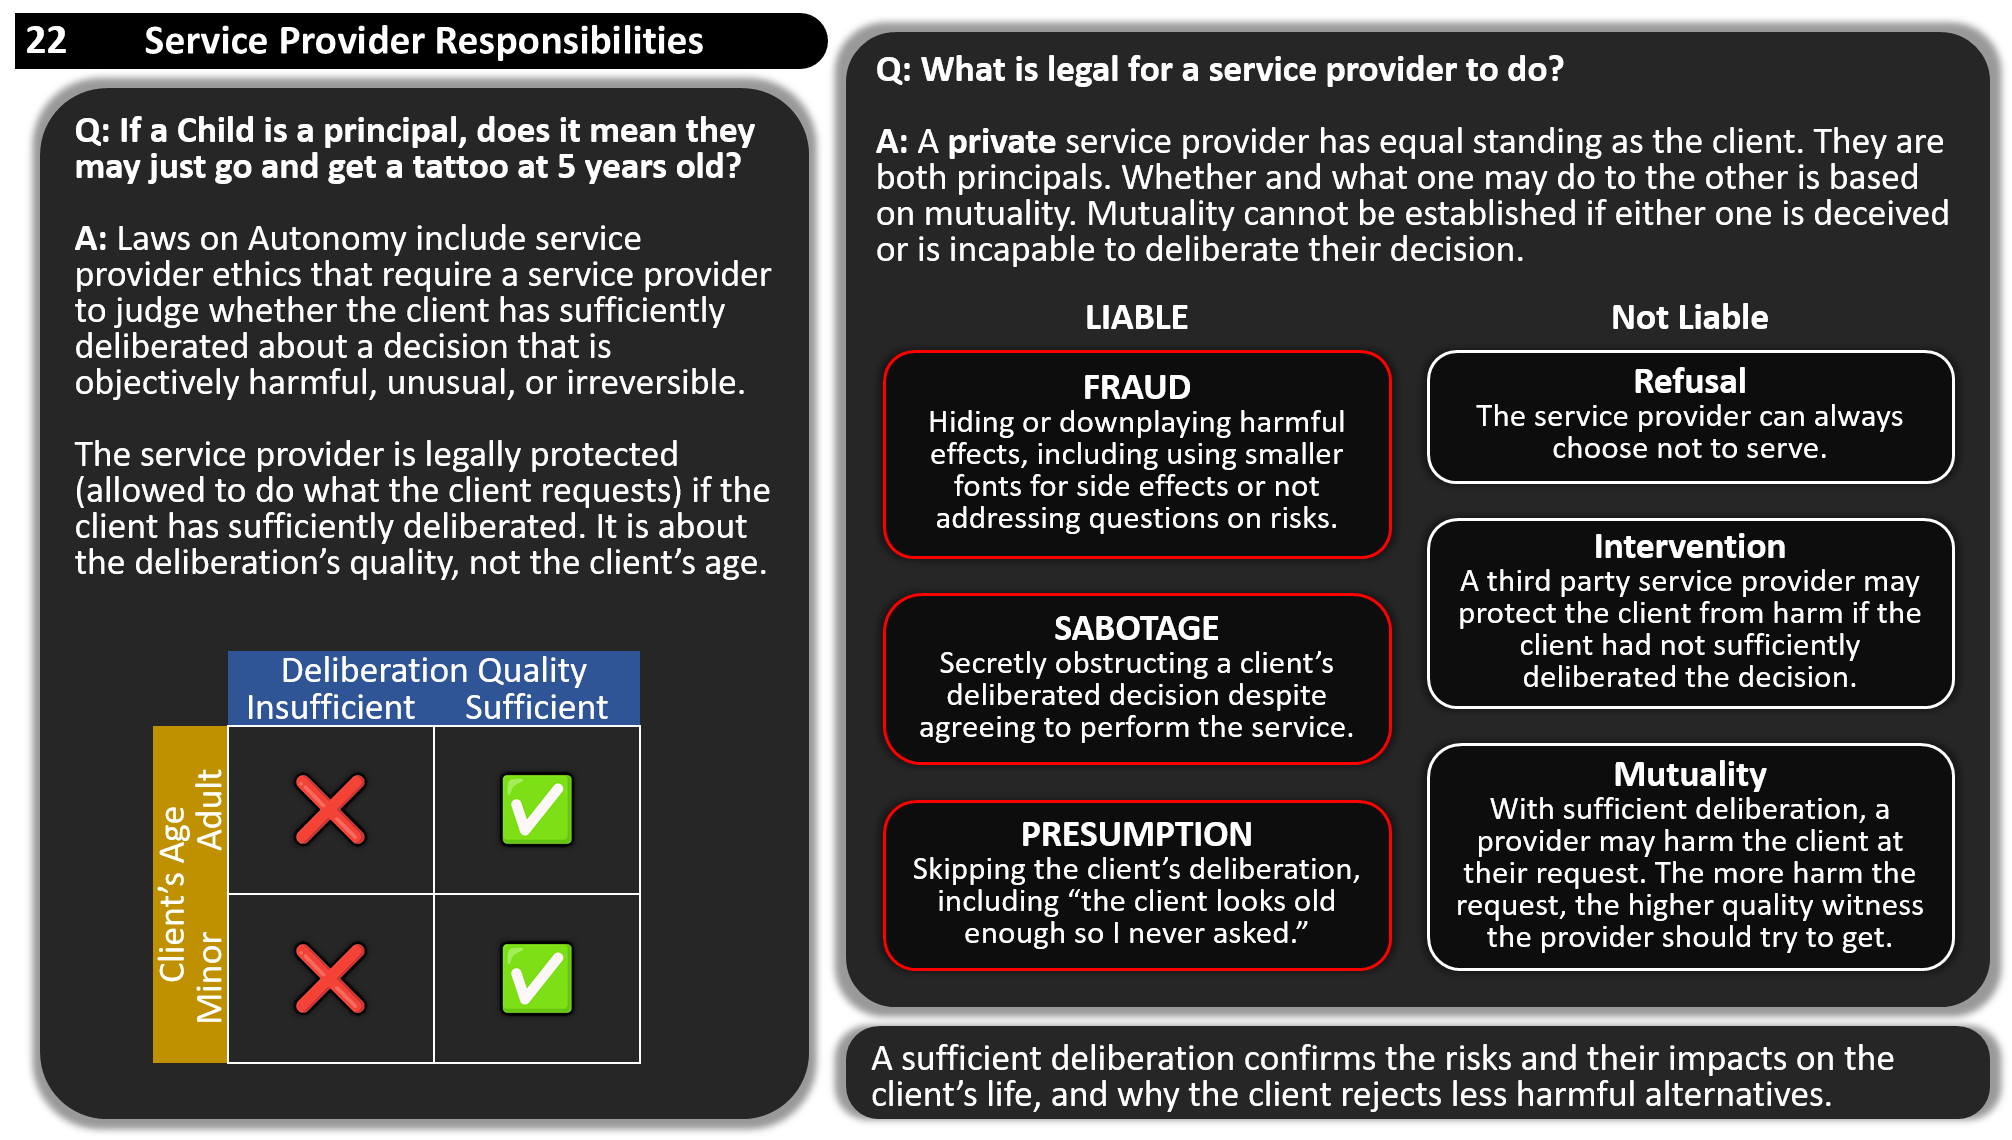 22 Service Provider Responsibilities
Q: If a Child is a principal, does it mean they
may just go and get a tattoo at 5 years old?
A: Laws on Autonomy include service
provider ethics that require a service provider
to judge whether the client has sufficiently
deliberated about a decision that is
objectively harmful, unusual, or irreversible.
The service provider is legally protected
(allowed to do what the client requests) if the
client has sufficiently deliberated. It is about
the deliberation’s quality, not the client’s age.
Deliberation Quality
Insufficient Sufficient
Client’s Age
Adult
Minor
Q: What is legal for a service provider to do?
A: A private service provider has equal standing as the client. They are
both principals. Whether and what one may do to the other is based
on mutuality. Mutuality cannot be established if either one is deceived
or is incapable to deliberate their decision.
LIABLE
FRAUD
Hiding or downplaying harmful
effects, including using smaller
fonts for side effects or not
addressing questions on risks.
SABOTAGE
Secretly obstructing a client’s
deliberated decision despite
agreeing to perform the service.
PRESUMPTION
Skipping the client’s deliberation,
including “the client looks old
enough so I never asked.”
Not Liable
Refusal
The service provider can always
choose not to serve.
Intervention
A third party service provider may
protect the client from harm if the
client had not sufficiently
deliberated the decision.
Mutuality
With sufficient deliberation, a
provider may harm the client at
their request. The more harm the
request, the higher quality witness
the provider should try to get.
A sufficient deliberation confirms the risks and their impacts on the
client’s life, and why the client rejects less harmful alternatives.